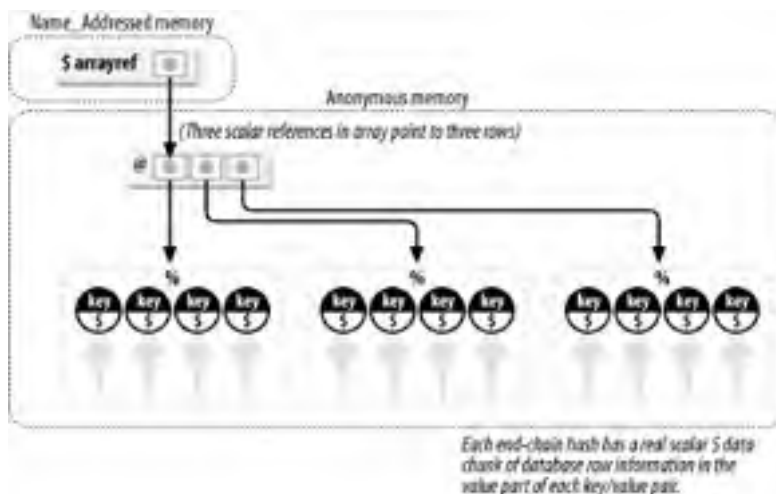 Name_Addressed memory
$ arrayref
Anonymous memory
(Three scalar references in array point to three rows)
@
% % %
key key key key key key key key key key key key
$ $ $ $ $ $ $ $ $ $ $ $
Each end-chain hash has a real scalar $ data
chunk of database row information in the
value part of each key/value pair.